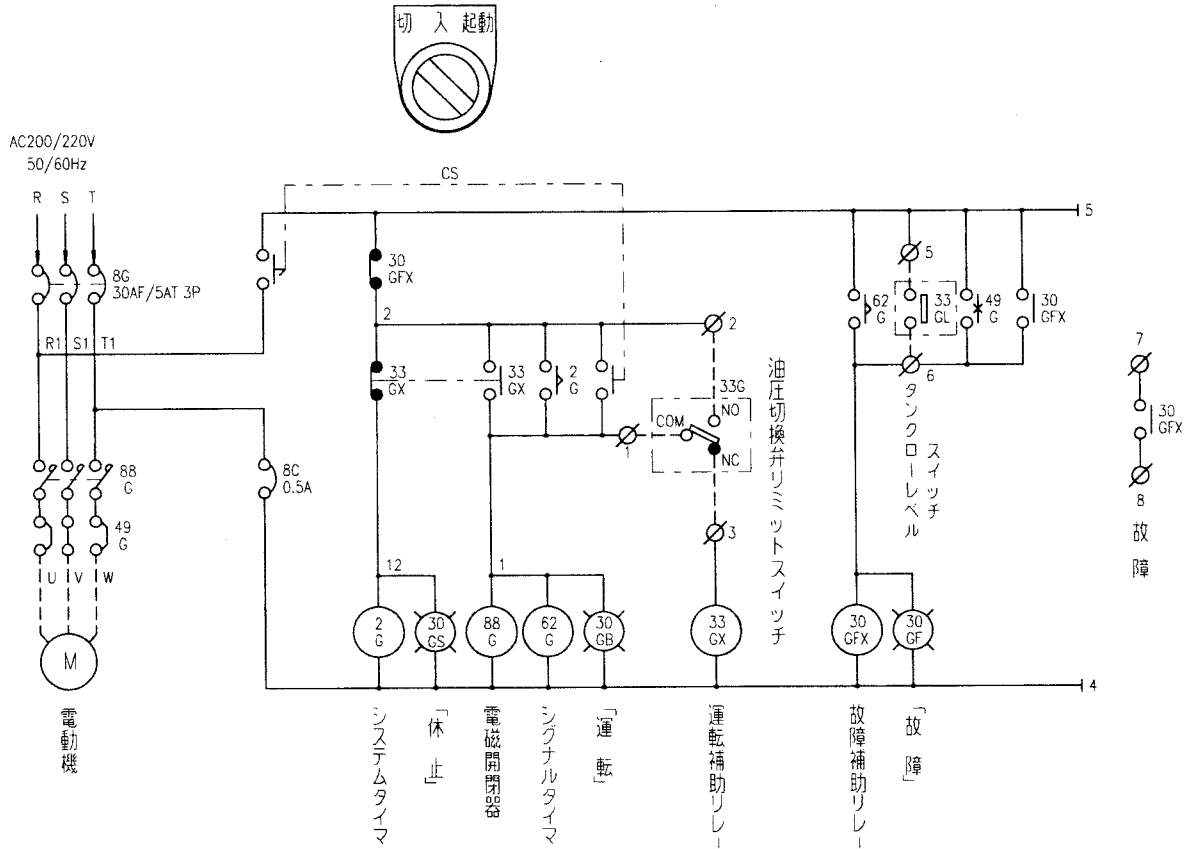 切 入 起動
AC200/220V
50/60Hz
R S T
8G
30AF/5AT 3P
R1 S1 T1
88
G
49
G
U V W
M
電動機
CS
8C
0.5A
30
GFX
2
33
GX
33
GX
2
G
2
33G
COM
NO
NC
1
3
油圧切換弁リミットスイッチ
12
1
2
G
30
GS
88
G
62
G
30
GB
33
GX
30
GFX
30
GF
システムタイマ
「休止」
電磁開閉器
シグナルタイマ
「運転」
運転補助リレー
故障補助リレー
「故障」
5
5
62
G
33
GL
49
G
30
GFX
6
タンクローレベル
スイッチ
4
7
30
GFX
8
故障